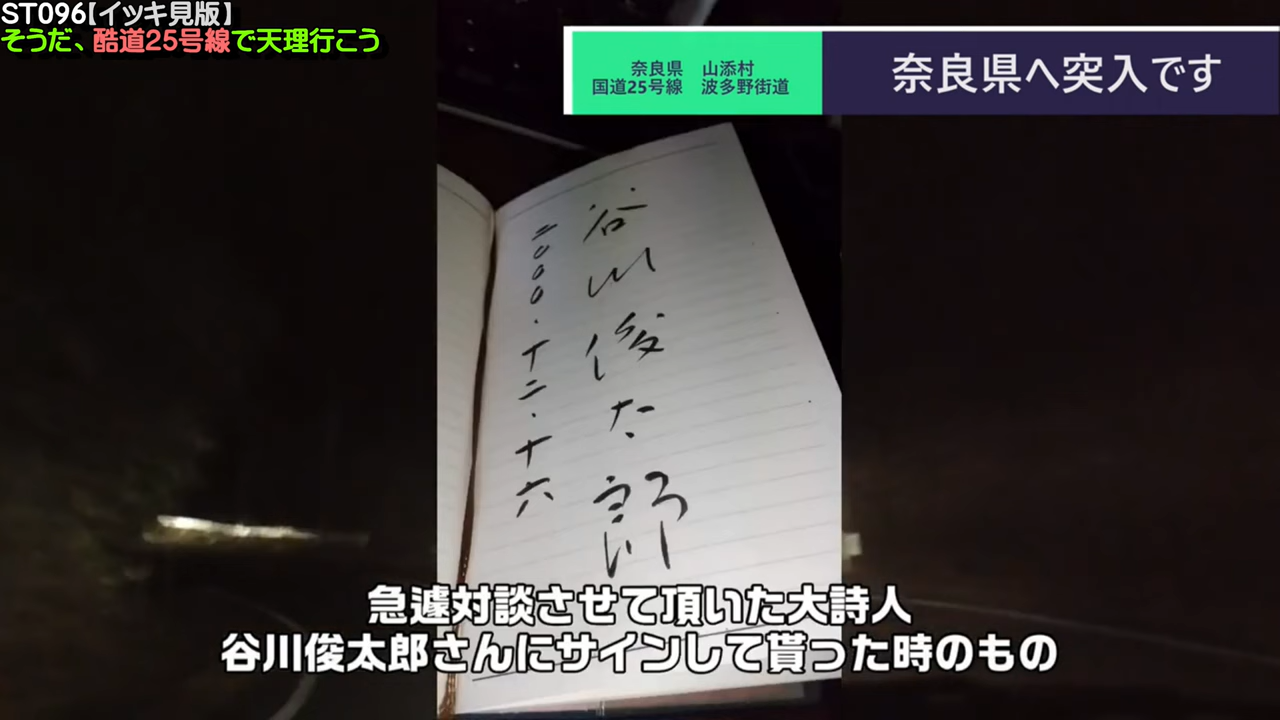 ST096【イッキ見版】
そうだ、酷道25号線で天理行こう
奈良県　山添村
国道25号線　波多野街道
奈良県へ突入です
谷川俊太郎
二〇〇〇・十二・十六
急遽対談させて頂いた大詩人
谷川俊太郎さんにサインして貰った時のもの